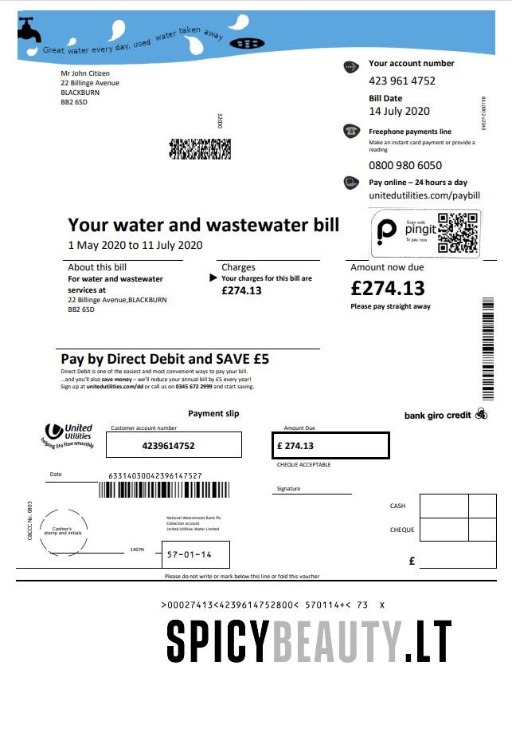 Great water every day, used water taken away
Mr John Citizen
22 Billinge Avenue
BLACKBURN
BB2 6SD
Your account number
423 961 4752
Bill Date
14 July 2020
Freephone payments line
Make an instant card payment or provide a
reading
0800 980 6050
Pay online – 24 hours a day
unitedutilities.com/paybill
pingit
To pay now
Your water and wastewater bill
1 May 2020 to 11 July 2020
About this bill
For water and wastewater
services at
22 Billinge Avenue,BLACKBURN
BB2 6SD
Charges
Your charges for this bill are
£274.13
Amount now due
£274.13
Please pay straight away
Pay by Direct Debit and SAVE £5
Direct Debit is one of the easiest and most convenient ways to pay your bill.
...and you'll also save money – we'll reduce your annual bill by £5 every year!
Sign up at unitedutilities.com/dd or call us on 0345 672 2999 and start saving.
Payment slip
bank giro credit
United
Utilities
helping life flow smoothly
Customer account number
4239614752
Amount Due
£ 274.13
CHEQUE ACCEPTABLE
Date
63314030042396147527
Signature
CASH
CHEQUE
£
Cashier's
stamp and initials
National Westminster Bank Plc
Collection account
United Utilities Water Limited
57-01-14
Please do not write or mark below this line or fold this voucher
>00027413<4239614752800< 570114+< 73 X
SPICYBEAUTY.LT